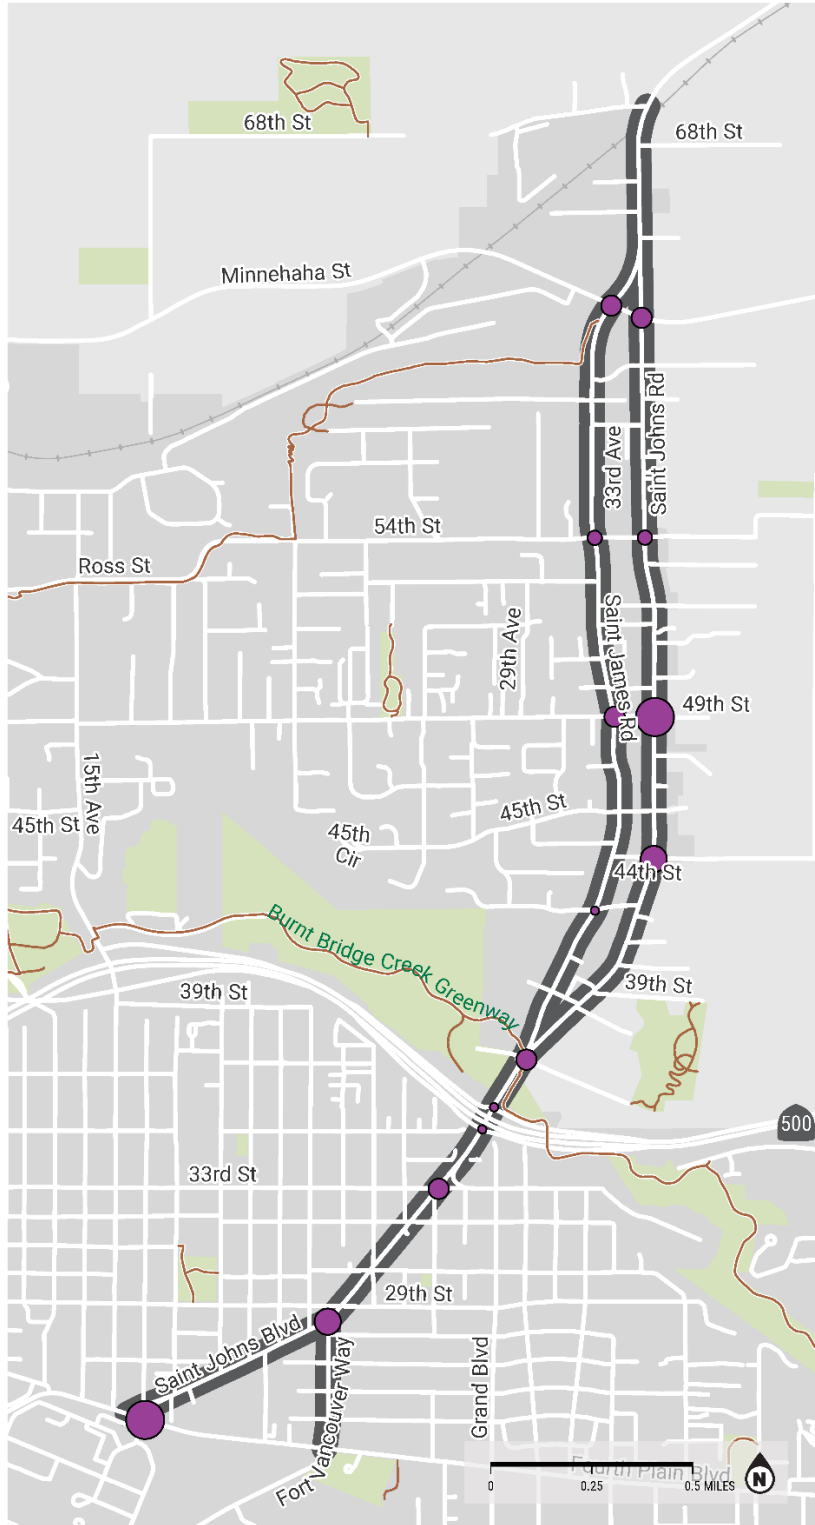 68th St
68th St
Minnehaha St
Saint Johns Rd
33rd Ave
54th St
Ross St
Saint James Rd
29th Ave
49th St
15th Ave
45th St
45th St
45th
Cir
44th St
Burnt Bridge Creek Greenway
39th St
39th St
500
33rd St
29th St
Saint Johns Blvd
Fort Vancouver Way
Grand Blvd
Fourth Plain Blvd
0
0.25
0.5 MILES
N